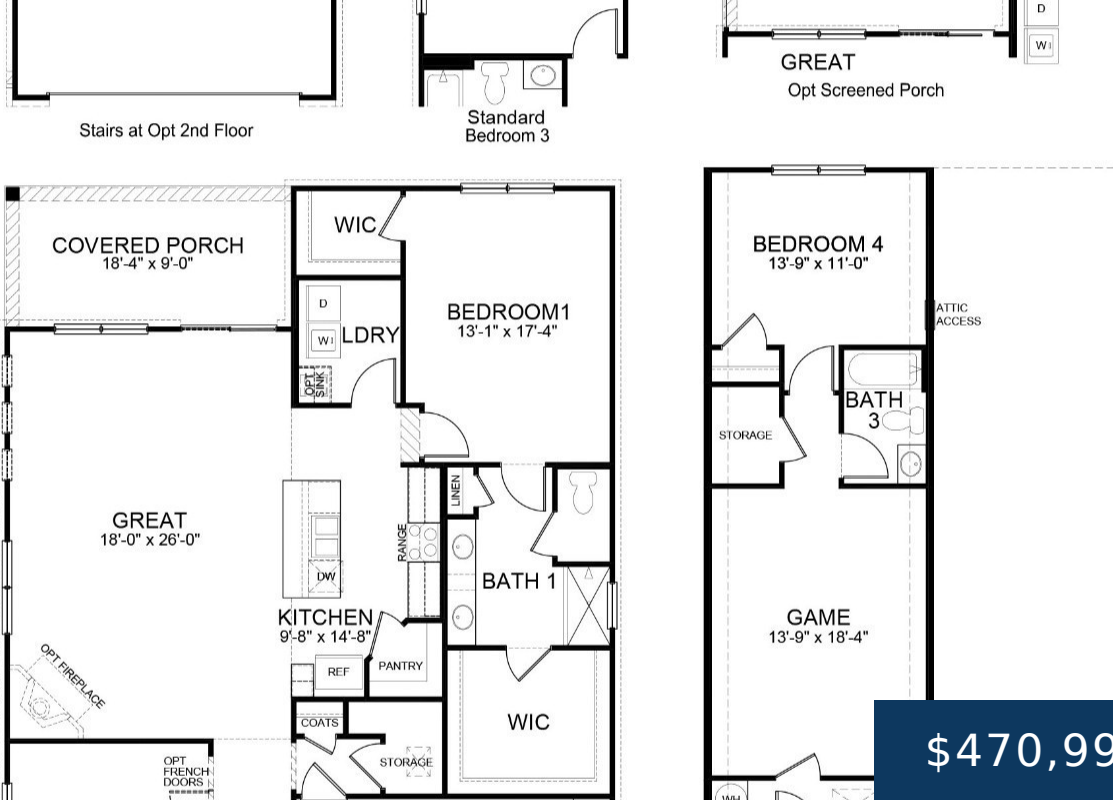 Stairs at Opt 2nd Floor
Standard
Bedroom 3
D
W
GREAT
Opt Screened Porch
COVERED PORCH
18'-4" x 9'-0"
WIC
BEDROOM1
13'-1" x 17'-4"
D
W
LDRY
OPT
SINK
GREAT
18'-0" x 26'-0"
LINEN
RANGE
DW
BATH 1
KITCHEN
9'-8" x 14'-8"
REF
PANTRY
OPT FIREPLACE
WIC
COATS
STORAGE
OPT
FRENCH
DOORS
BEDROOM 4
13'-9" x 11'-0"
ATTIC
ACCESS
BATH
3
STORAGE
GAME
13'-9" x 18'-4"
WH
$470,99